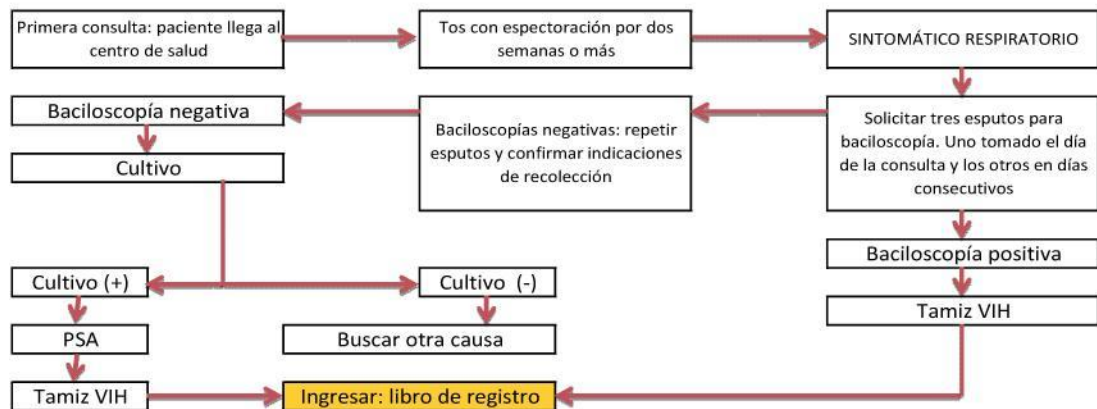 Primera consulta: paciente llega al
centro de salud
Tos con espectoración por dos
semanas o más
SINTOMÁTICO RESPIRATORIO
Baciloscopía negativa
Cultivo
Baciloscopías negativas: repetir
esputos y confirmar indicaciones
de recolección
Solicitar tres esputos para
baciloscopía. Uno tomado el día
de la consulta y los otros en días
consecutivos
Baciloscopía positiva
Cultivo (+)
Cultivo (-)
Tamiz VIH
PSA
Buscar otra causa
Tamiz VIH
Ingresar: libro de registro